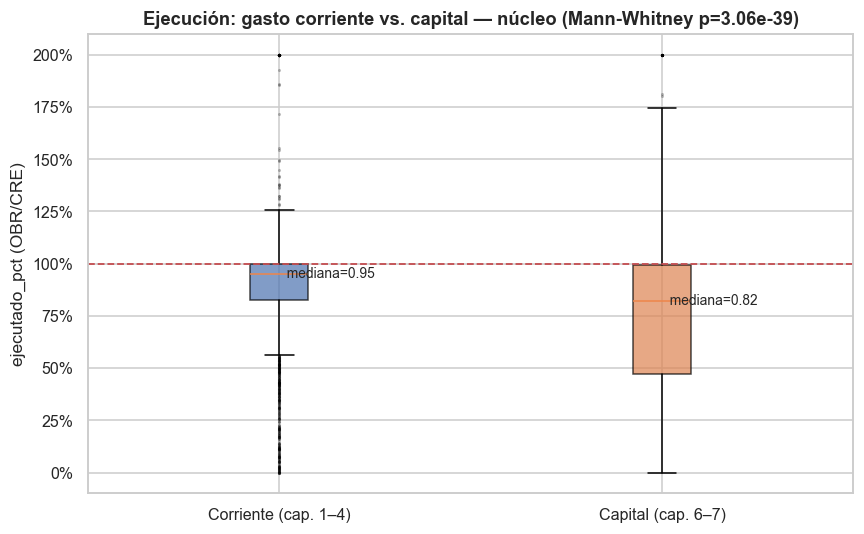 Ejecución: gasto corriente vs. capital — núcleo (Mann-Whitney p=3.06e-39)
ejecutado_pct (OBR/CRE)
200%
175%
150%
125%
100%
75%
50%
25%
0%
mediana=0.95
mediana=0.82
Corriente (cap. 1–4)
Capital (cap. 6–7)